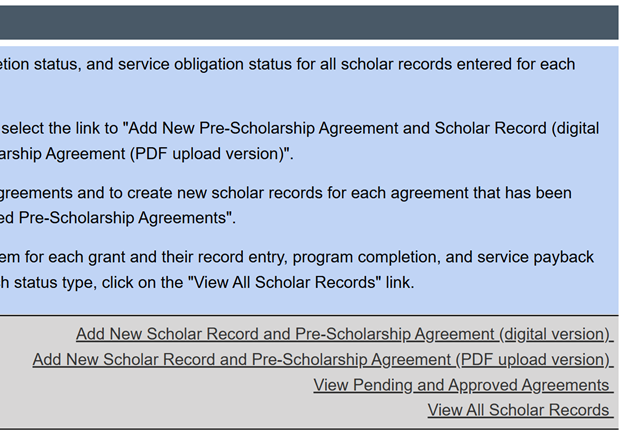 etion status, and service obligation status for all scholar records entered for each
select the link to "Add New Pre-Scholarship Agreement and Scholar Record (digital
arship Agreement (PDF upload version)".
greements and to create new scholar records for each agreement that has been
ed Pre-Scholarship Agreements".
em for each grant and their record entry, program completion, and service payback
h status type, click on the "View All Scholar Records" link.
Add New Scholar Record and Pre-Scholarship Agreement (digital version)
Add New Scholar Record and Pre-Scholarship Agreement (PDF upload version)
View Pending and Approved Agreements
View All Scholar Records